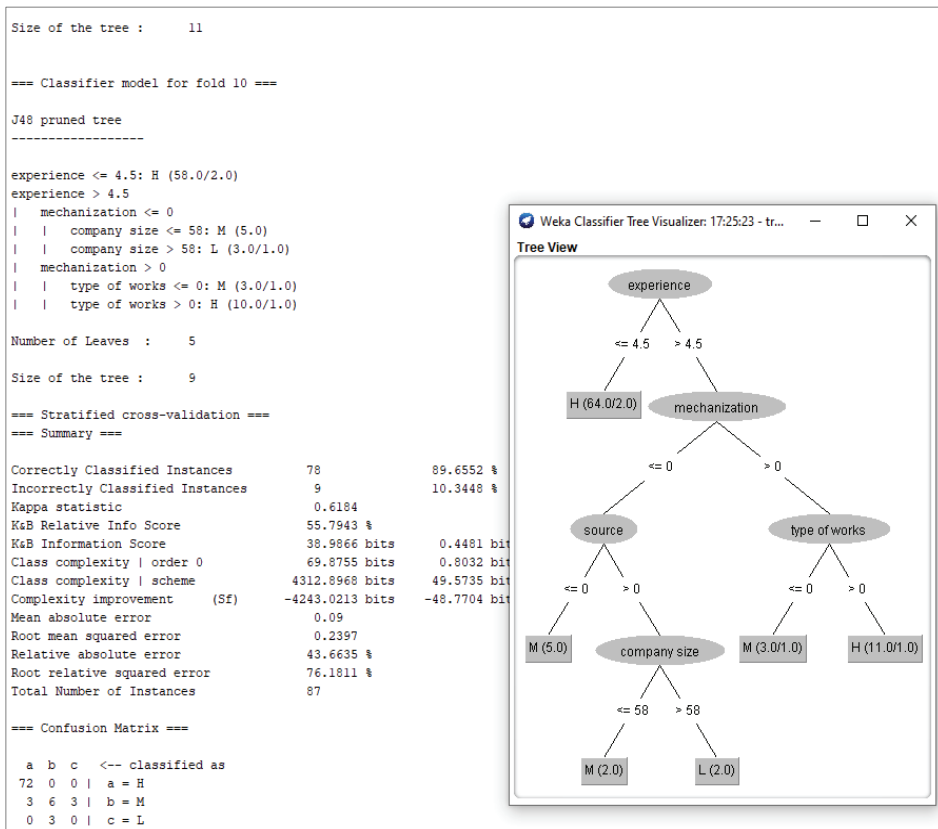 Size of the tree : 11
=== Classifier model for fold 10 ===
J48 pruned tree
------------------
experience <= 4.5: H (58.0/2.0)
experience > 4.5
| mechanization <= 0
| | company size <= 58: M (5.0)
| | company size > 58: L (3.0/1.0)
| mechanization > 0
| | type of works <= 0: M (3.0/1.0)
| | type of works > 0: H (10.0/1.0)
Number of Leaves : 5
Size of the tree : 9
=== Stratified cross-validation ===
=== Summary ===
Correctly Classified Instances 78 89.6552 %
Incorrectly Classified Instances 9 10.3448 %
Kappa statistic 0.6184
K&B Relative Info Score 55.7943 %
K&B Information Score 38.9866 bits 0.4481 bit
Class complexity | order 0 69.8755 bits 0.8032 bit
Class complexity | scheme 4312.8968 bits 49.5735 bit
Complexity improvement (Sf) -4243.0213 bits -48.7704 bit
Mean absolute error 0.09
Root mean squared error 0.2397
Relative absolute error 43.6635 %
Root relative squared error 76.1811 %
Total Number of Instances 87
=== Confusion Matrix ===
a b c <-- classified as
72 0 0 | a = H
3 6 3 | b = M
0 3 0 | c = L
Weka Classifier Tree Visualizer: 17:25:23 - tr...
Tree View
experience
<= 4.5 > 4.5
H (64.0/2.0) mechanization
<= 0 > 0
source type of works
<= 0 > 0 <= 0 > 0
M (5.0) company size M (3.0/1.0) H (11.0/1.0)
<= 58 > 58
M (2.0) L (2.0)